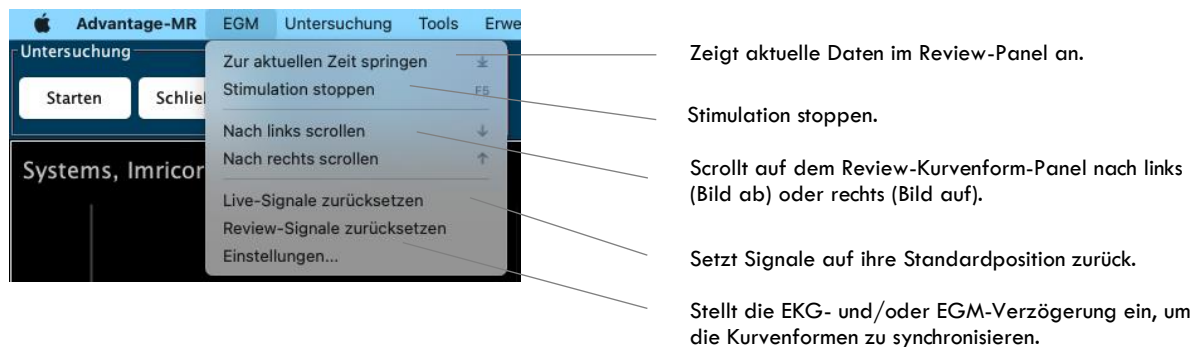 Advantage-MR EGM Untersuchung Tools Erwe
Untersuchung
Starten Schließ
Zur aktuellen Zeit springen
Stimulation stoppen F5
Nach links scrollen ↓
Nach rechts scrollen ↑
Live-Signale zurücksetzen
Review-Signale zurücksetzen
Einstellungen...
Systems, Imricor
Zeigt aktuelle Daten im Review-Panel an.
Stimulation stoppen.
Scrollt auf dem Review-Kurvenform-Panel nach links
(Bild ab) oder rechts (Bild auf).
Setzt Signale auf ihre Standardposition zurück.
Stellt die EKG- und/oder EGM-Verzögerung ein, um
die Kurvenformen zu synchronisieren.